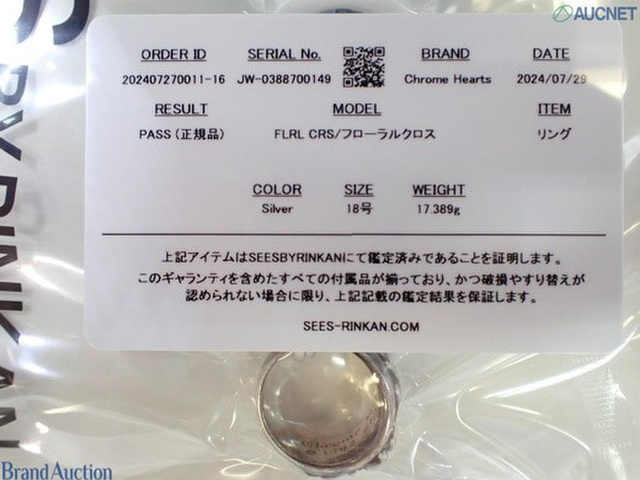 AUCNET
ORDER ID SERIAL No. BRAND DATE
202407270011-16 JW-0388700149 Chrome Hearts 2024/07/29
RESULT MODEL ITEM
PASS（正規品） FLRL CRS/フローラルクロス リング
COLOR SIZE WEIGHT
Silver 18号 17.389g
上記アイテムはSEESBYRINKANにて鑑定済みであることを証明します。
このギャランティを含めたすべての付属品が揃っており、かつ破損やすり替えが
認められない場合に限り、上記記載の鑑定結果を保証します。
SEES-RINKAN.COM
S BY RINKAN
Brand Auction